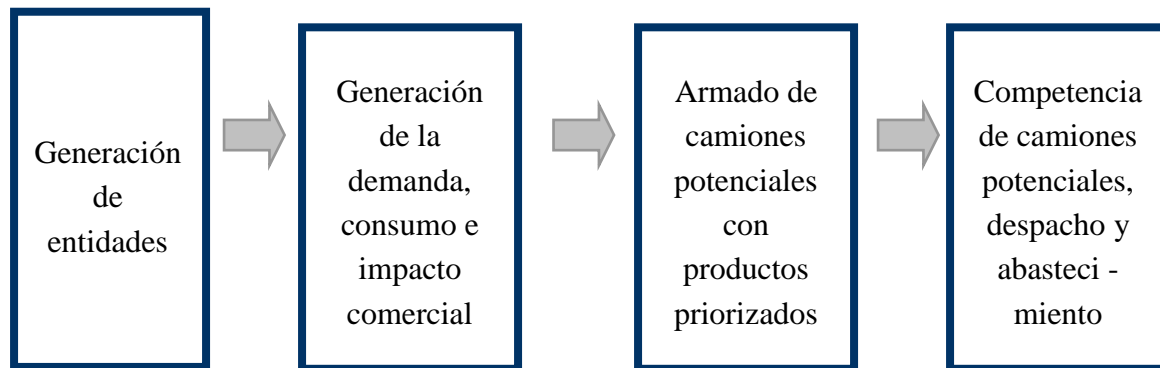 Generación
de
entidades
Generación
de la
demanda,
consumo e
impacto
comercial
Armado de
camiones
potenciales
con
productos
priorizados
Competencia
de camiones
potenciales,
despacho y
abasteci -
miento